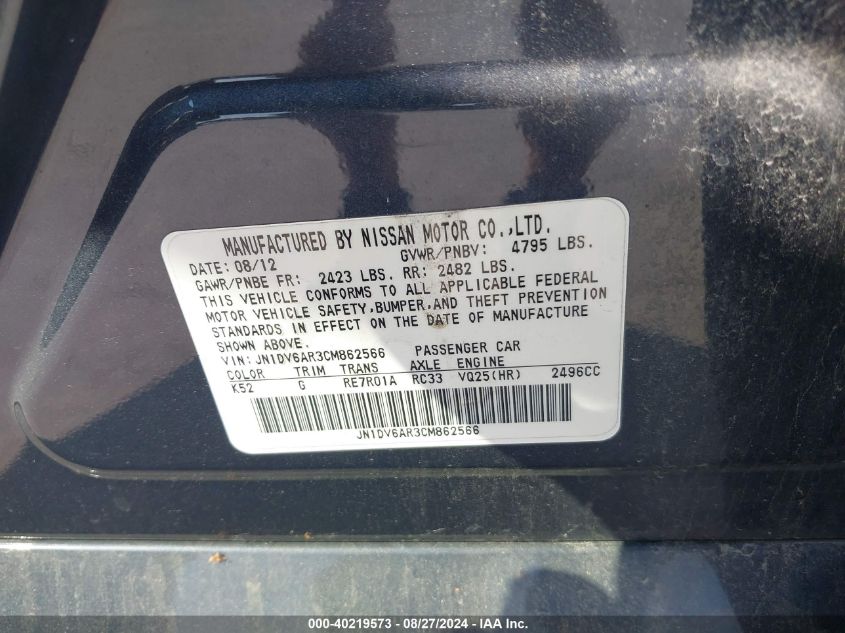 MANUFACTURED BY NISSAN MOTOR CO.,LTD.
DATE: 08/12 GVWR/PNBV: 4795 LBS.
GAWR/PNBE FR: 2423 LBS. RR: 2482 LBS.
THIS VEHICLE CONFORMS TO ALL APPLICABLE FEDERAL
MOTOR VEHICLE SAFETY,BUMPER,AND THEFT PREVENTION
STANDARDS IN EFFECT ON THE DATE OF MANUFACTURE
SHOWN ABOVE.
VIN: JN1DV6AR3CM862566 PASSENGER CAR
COLOR TRIM TRANS AXLE ENGINE
K52 G RE7R01A RC33 VQ25(HR) 2496CC
JN1DV6AR3CM862566
000-40219573 - 08/27/2024 - EN - IAA Inc.